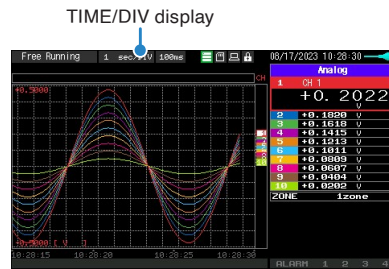 TIME/DIV display
Free Running 1 sec/DIV 100ms 08/17/2023 10:28:30
Analog
CH
1 CH 1
+0.5000
+0. 2022
V
2 +0.1820 V
3 +0.1618 V
4 +0.1415 V
5 +0.1213 V
6 +0.1011 V
7 +0.0809 V
8 +0.0607 V
9 +0.0404 V
10 +0.0202 V
ZONE 1zone
-0.5000 [ V ]
10:28:15 10:28:20 10:28:25 10:28:30
ALARM 1 2 3 4